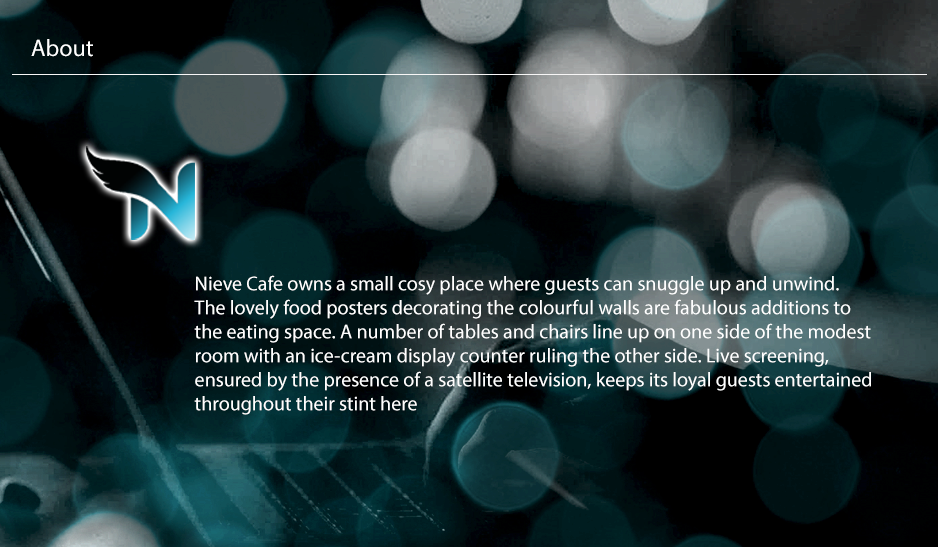 About
N
Nieve Cafe owns a small cosy place where guests can snuggle up and unwind.
The lovely food posters decorating the colourful walls are fabulous additions to
the eating space. A number of tables and chairs line up on one side of the modest
room with an ice-cream display counter ruling the other side. Live screening,
ensured by the presence of a satellite television, keeps its loyal guests entertained
throughout their stint here